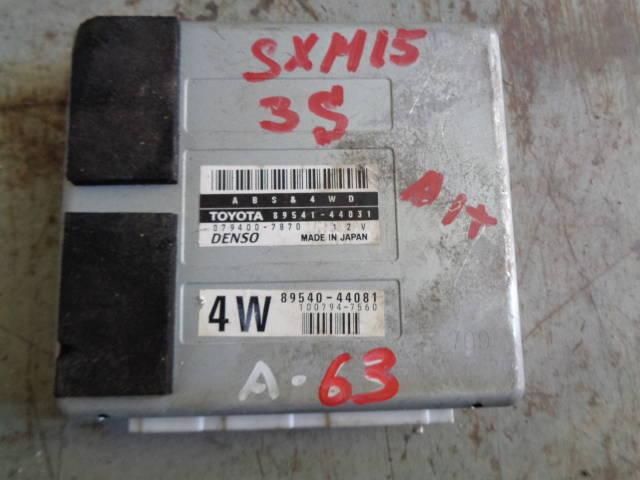 SXM15
3S
ABS & 4WD
TOYOTA 89541-44031
079400-7870 12V
DENSO MADE IN JAPAN
A/t
4W 89540-44081
100794-7560
A-63